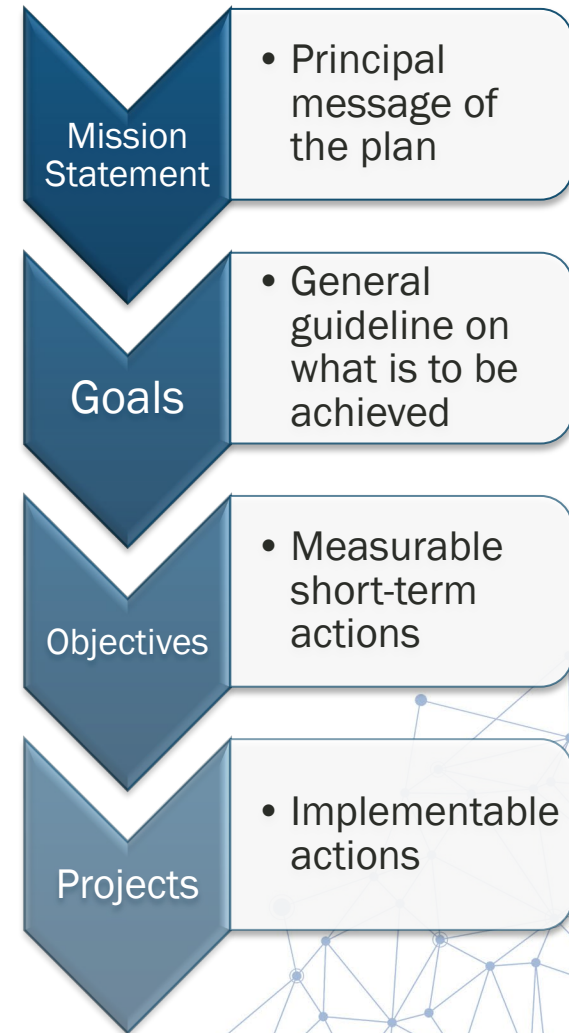 Mission
Statement
• Principal
message of
the plan
Goals
• General
guideline on
what is to be
achieved
Objectives
• Measurable
short-term
actions
Projects
• Implementable
actions